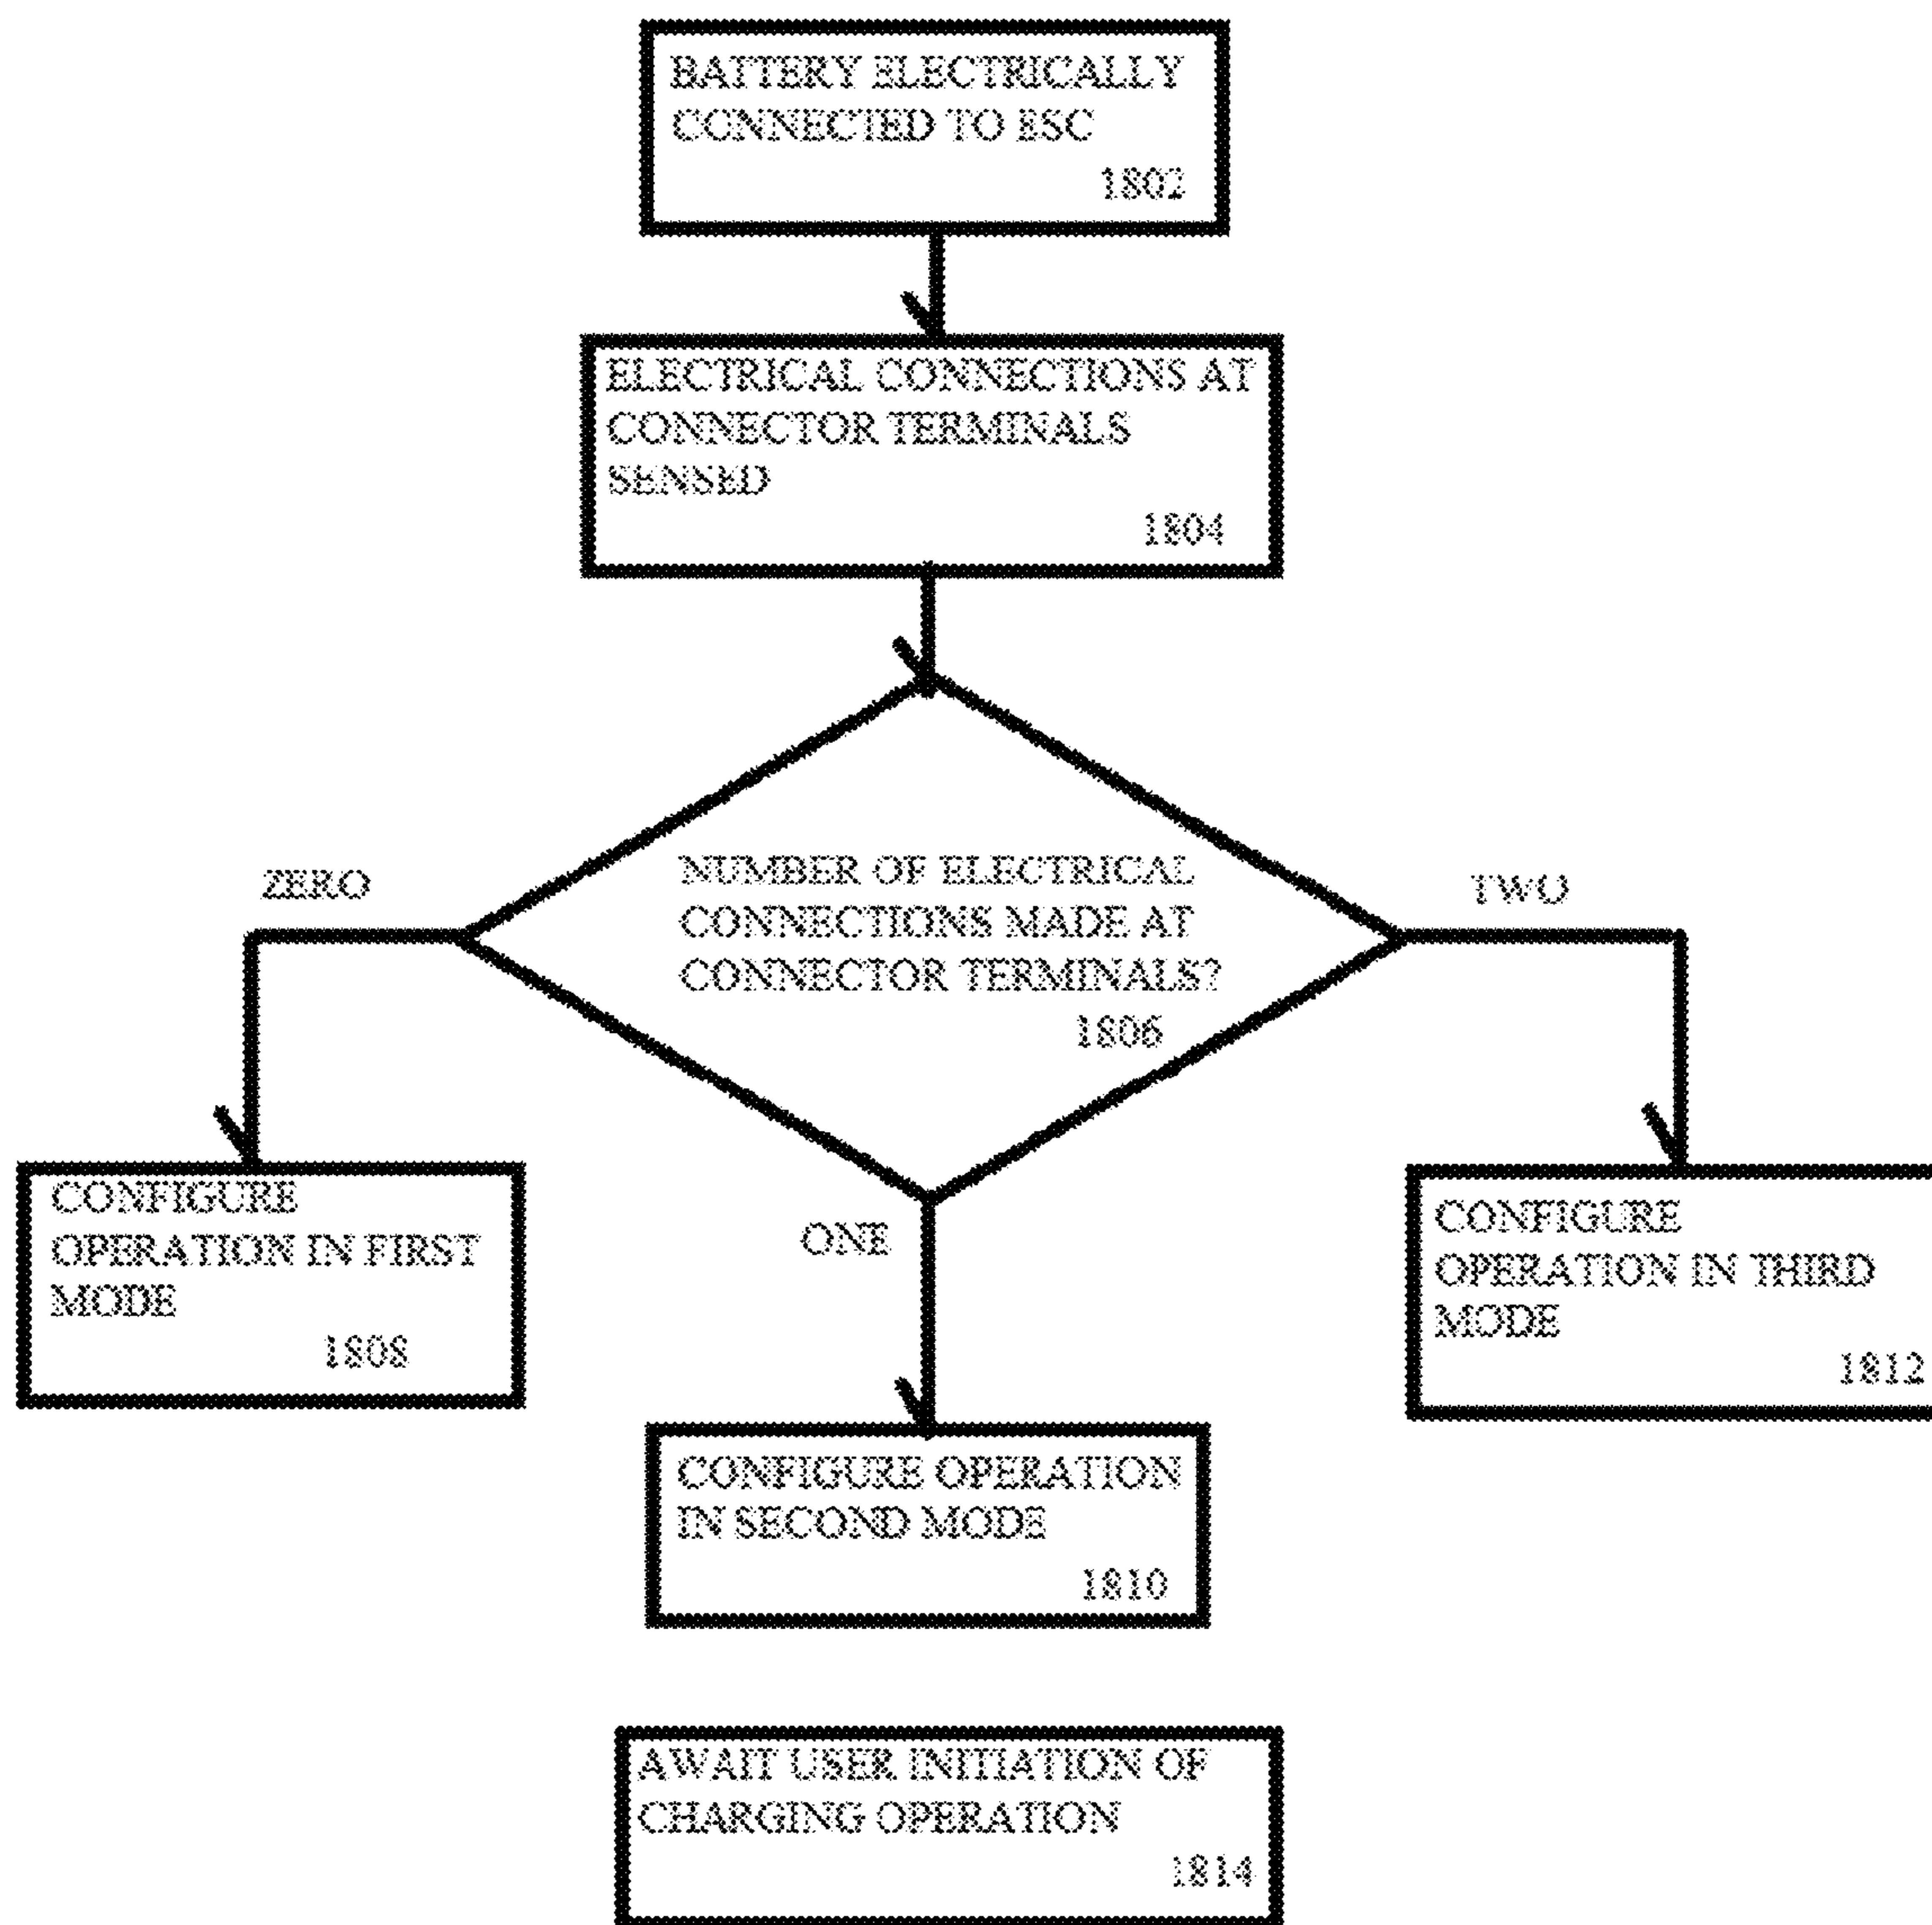 BATTERY ELECTRICALLY
CONNECTED TO ESC
1802
ELECTRICAL CONNECTIONS AT
CONNECTOR TERMINALS
SENSED
1804
NUMBER OF ELECTRICAL
CONNECTIONS MADE AT
CONNECTOR TERMINALS?
1806
ZERO
TWO
ONE
CONFIGURE
OPERATION IN FIRST
MODE
1808
CONFIGURE
OPERATION IN THIRD
MODE
1812
CONFIGURE OPERATION
IN SECOND MODE
1810
AWAIT USER INITIATION OF
CHARGING OPERATION
1814